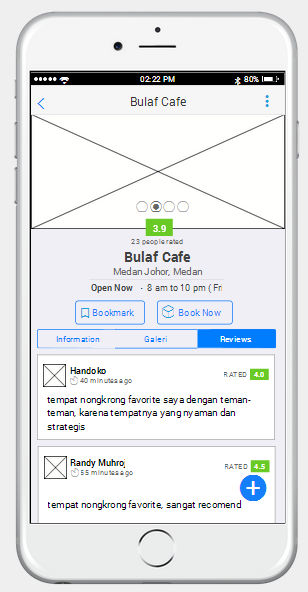 02:22 PM
80%
Bulaf Cafe
3.9
23 people rated
Bulaf Cafe
Medan Johor, Medan
Open Now - 8 am to 10 pm ( Fri
Bookmark
Book Now
Information
Galeri
Reviews
Handoko
RATED 4.0
40 minutes ago
tempat nongkrong favorite saya dengan teman-
teman, karena tempatnya yang nyaman dan
strategis
Randy Muhroj
RATED 4.5
55 minutes ago
tempat nongkrong favorite, sangat recomend